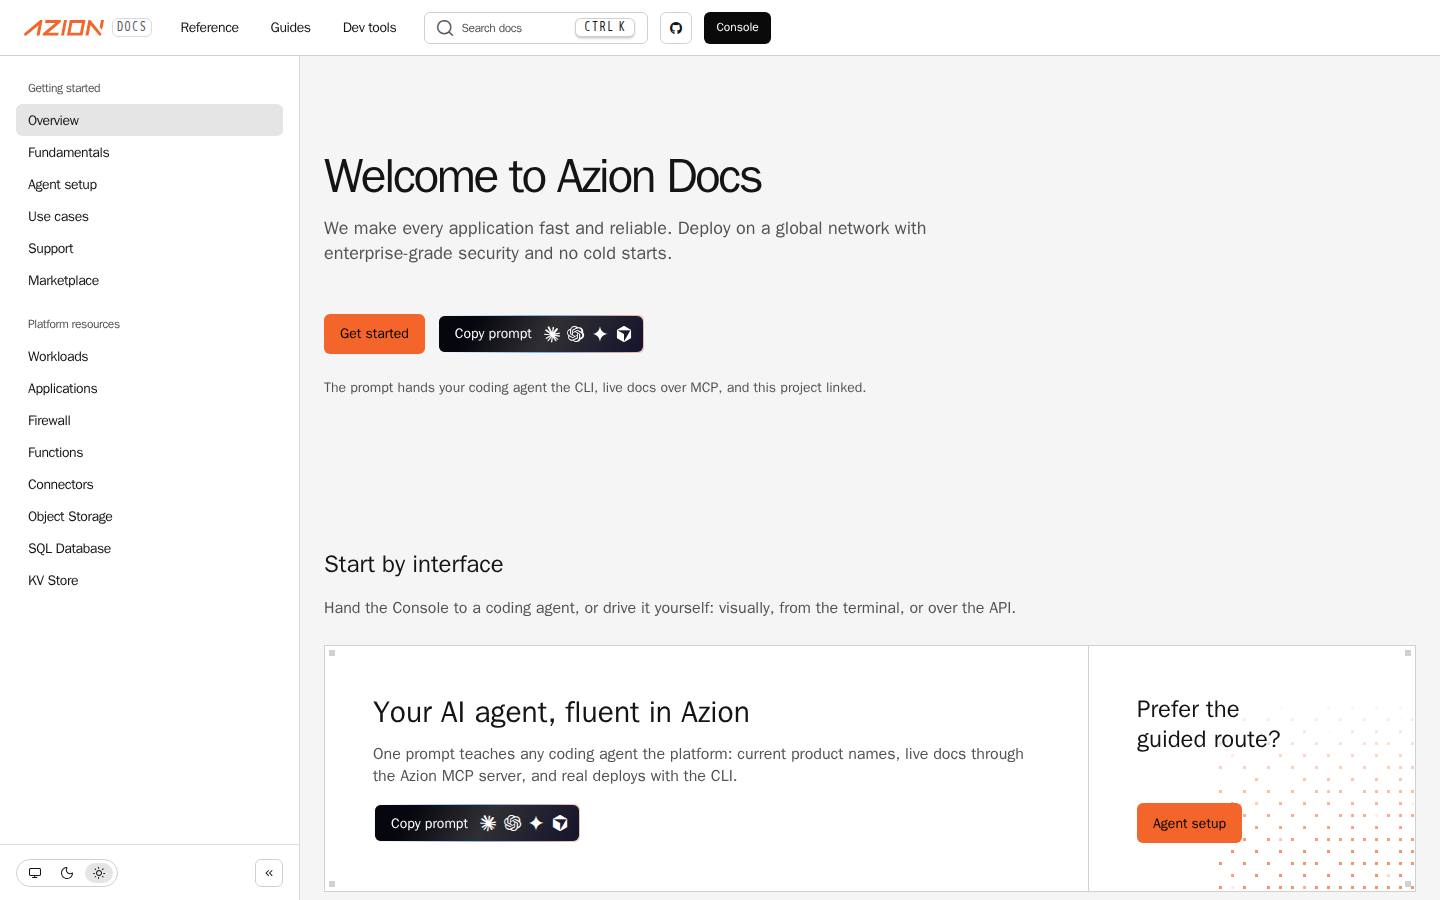 AZION DOCS Reference Guides Dev tools Search docs CTRL K Console
Getting started
Overview
Fundamentals
Agent setup
Use cases
Support
Marketplace
Platform resources
Workloads
Applications
Firewall
Functions
Connectors
Object Storage
SQL Database
KV Store
Welcome to Azion Docs
We make every application fast and reliable. Deploy on a global network with
enterprise-grade security and no cold starts.
Get started Copy prompt
The prompt hands your coding agent the CLI, live docs over MCP, and this project linked.
Start by interface
Hand the Console to a coding agent, or drive it yourself: visually, from the terminal, or over the API.
Your AI agent, fluent in Azion
One prompt teaches any coding agent the platform: current product names, live docs through
the Azion MCP server, and real deploys with the CLI.
Copy prompt
Prefer the
guided route?
Agent setup